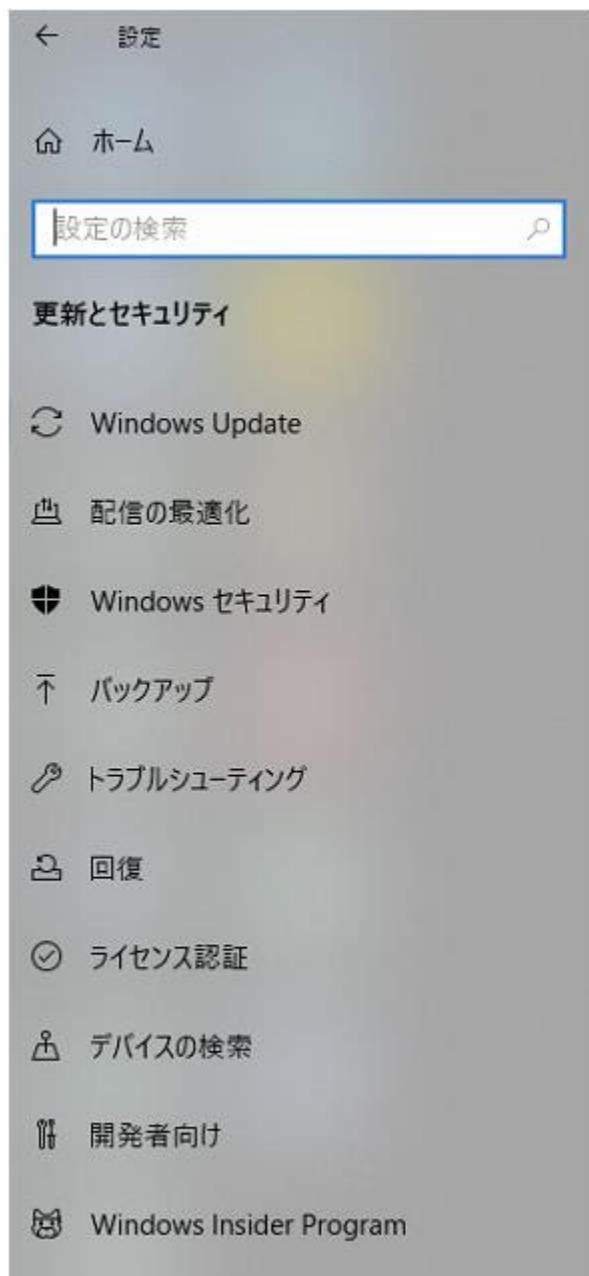 設定
ホーム
設定の検索
更新とセキュリティ
Windows Update
配信の最適化
Windows セキュリティ
バックアップ
トラブルシューティング
回復
ライセンス認証
デバイスの検索
開発者向け
Windows Insider Program